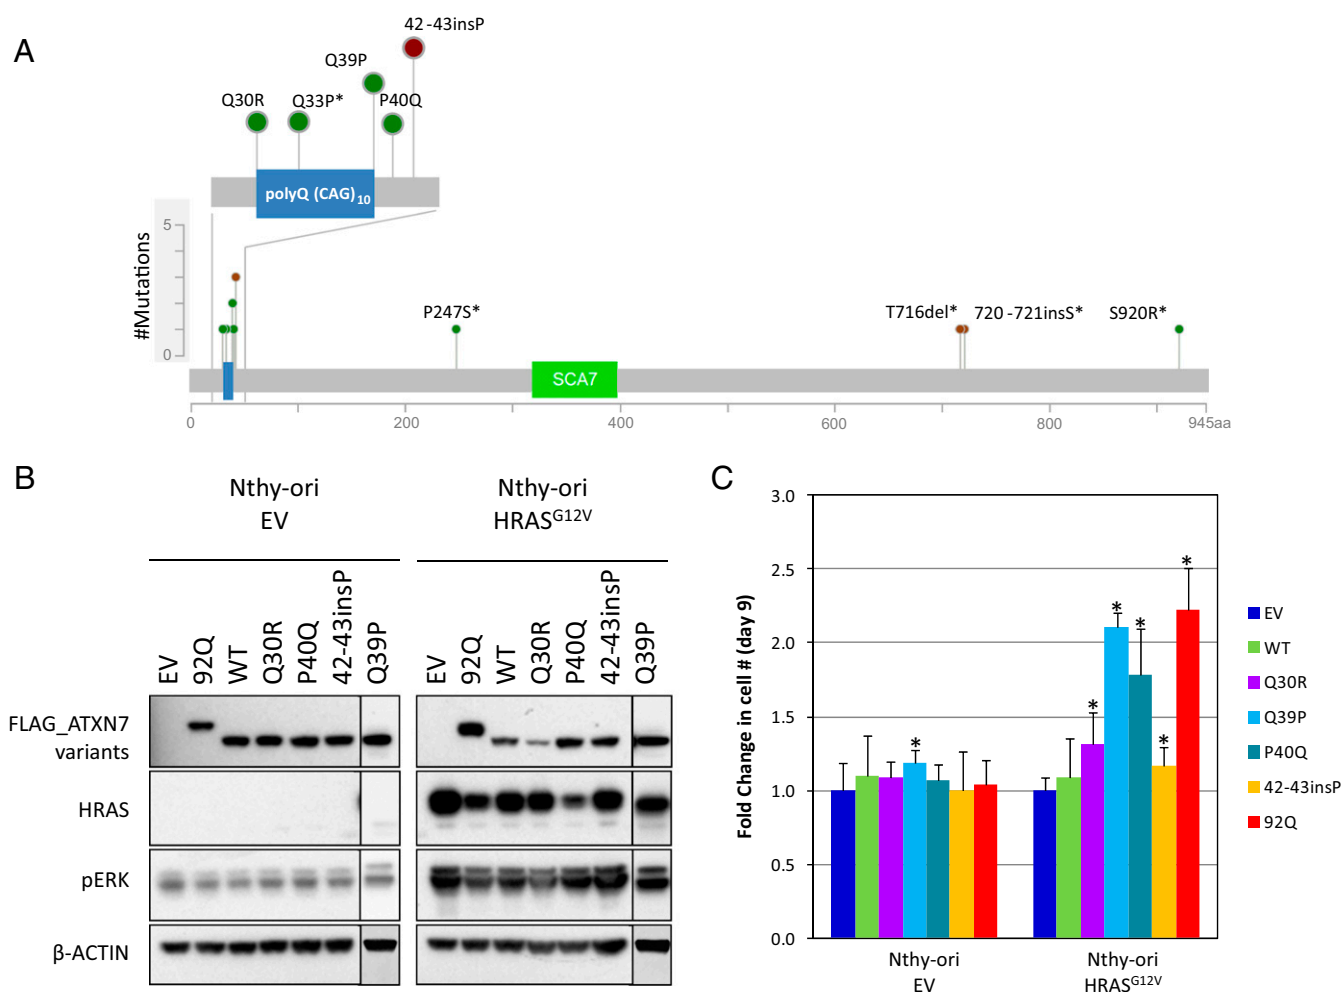 A
42-43insP
Q39P
Q30R
Q33P*
P40Q
polyQ (CAG)10
#Mutations
5
0
P247S*
T716del*
720-721insS*
S920R*
SCA7
0
200
400
600
800
945aa
B
Nthy-ori
EV
Nthy-ori
HRASG12V
EV
92Q
WT
Q30R
P40Q
42-43insP
Q39P
EV
92Q
WT
Q30R
P40Q
42-43insP
Q39P
FLAG_ATXN7
variants
HRAS
pERK
β-ACTIN
C
Fold Change in cell # (day 9)
3.0
2.5
2.0
1.5
1.0
0.5
0.0
*
*
*
*
*
*
Nthy-ori
EV
Nthy-ori
HRASG12V
EV
WT
Q30R
Q39P
P40Q
42-43insP
92Q